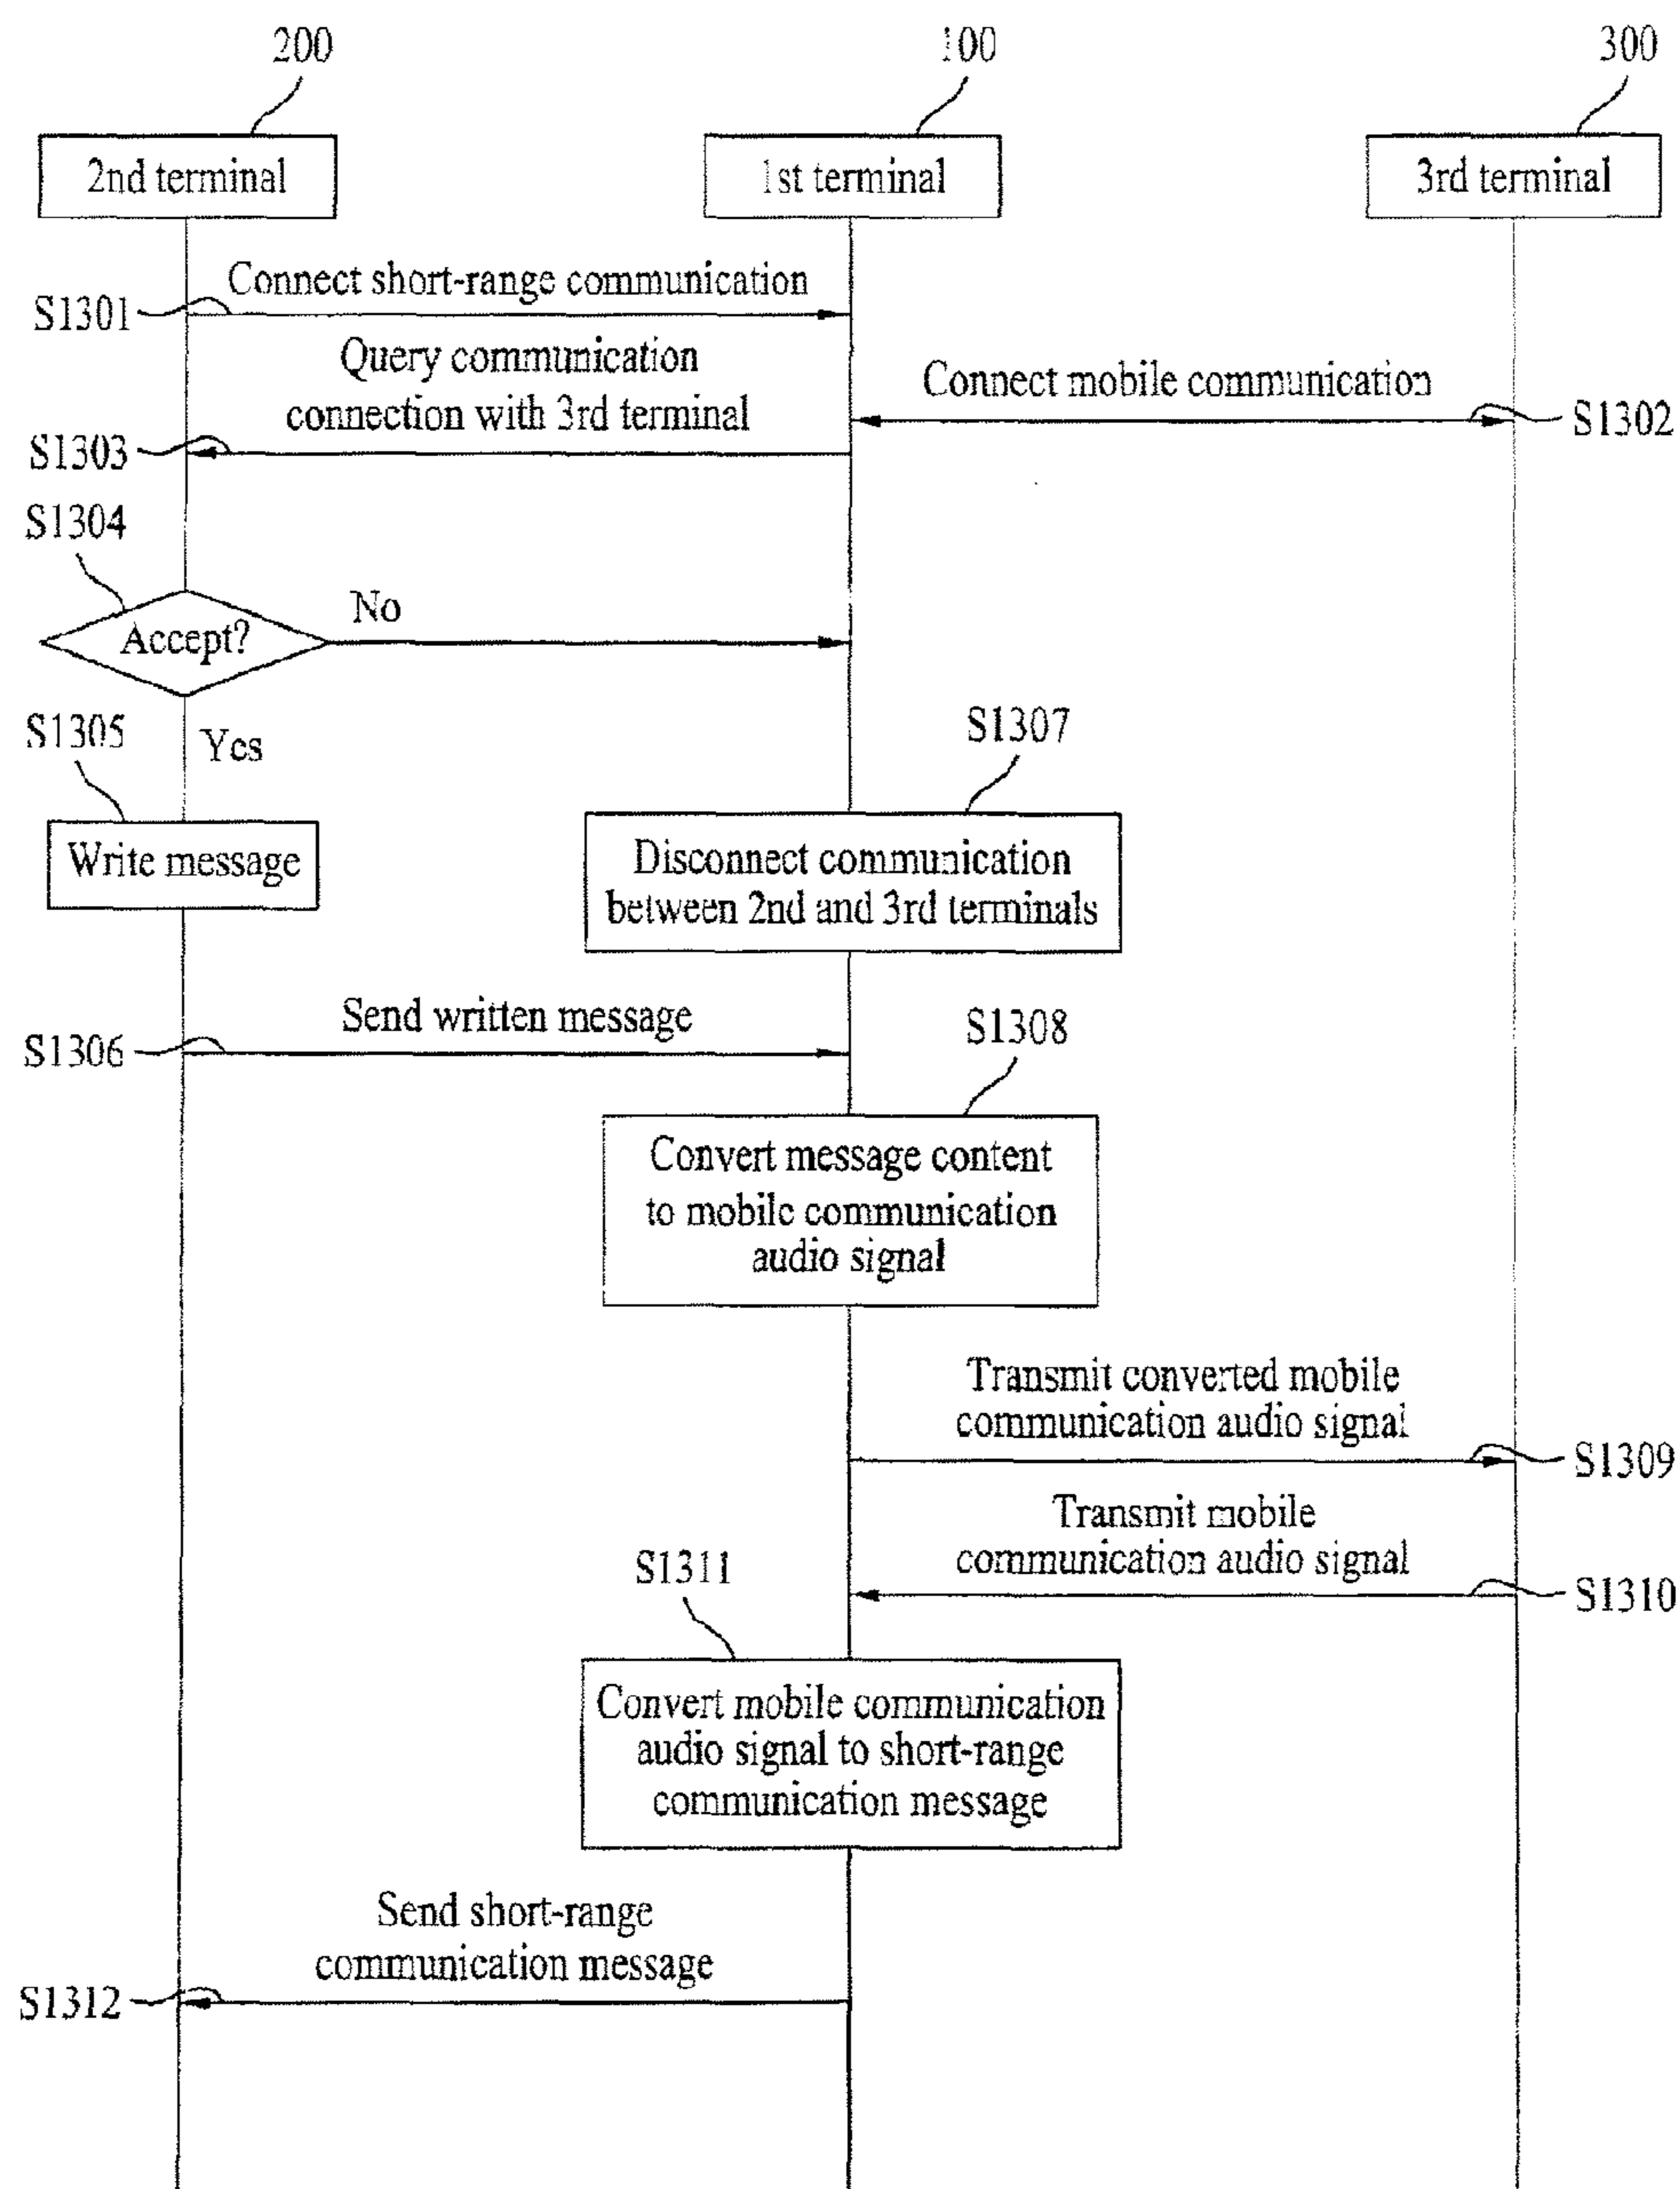 200
100
300
2nd terminal
1st terminal
3rd terminal
Connect short-range communication
S1301
Query communication
connection with 3rd terminal
Connect mobile communication
S1302
S1303
S1304
Accept?
No
S1305
Yes
S1307
Write message
Disconnect communication
between 2nd and 3rd terminals
Send written message
S1306
S1308
Convert message content
to mobile communication
audio signal
Transmit converted mobile
communication audio signal
S1309
Transmit mobile
communication audio signal
S1310
S1311
Convert mobile communication
audio signal to short-range
communication message
Send short-range
communication message
S1312